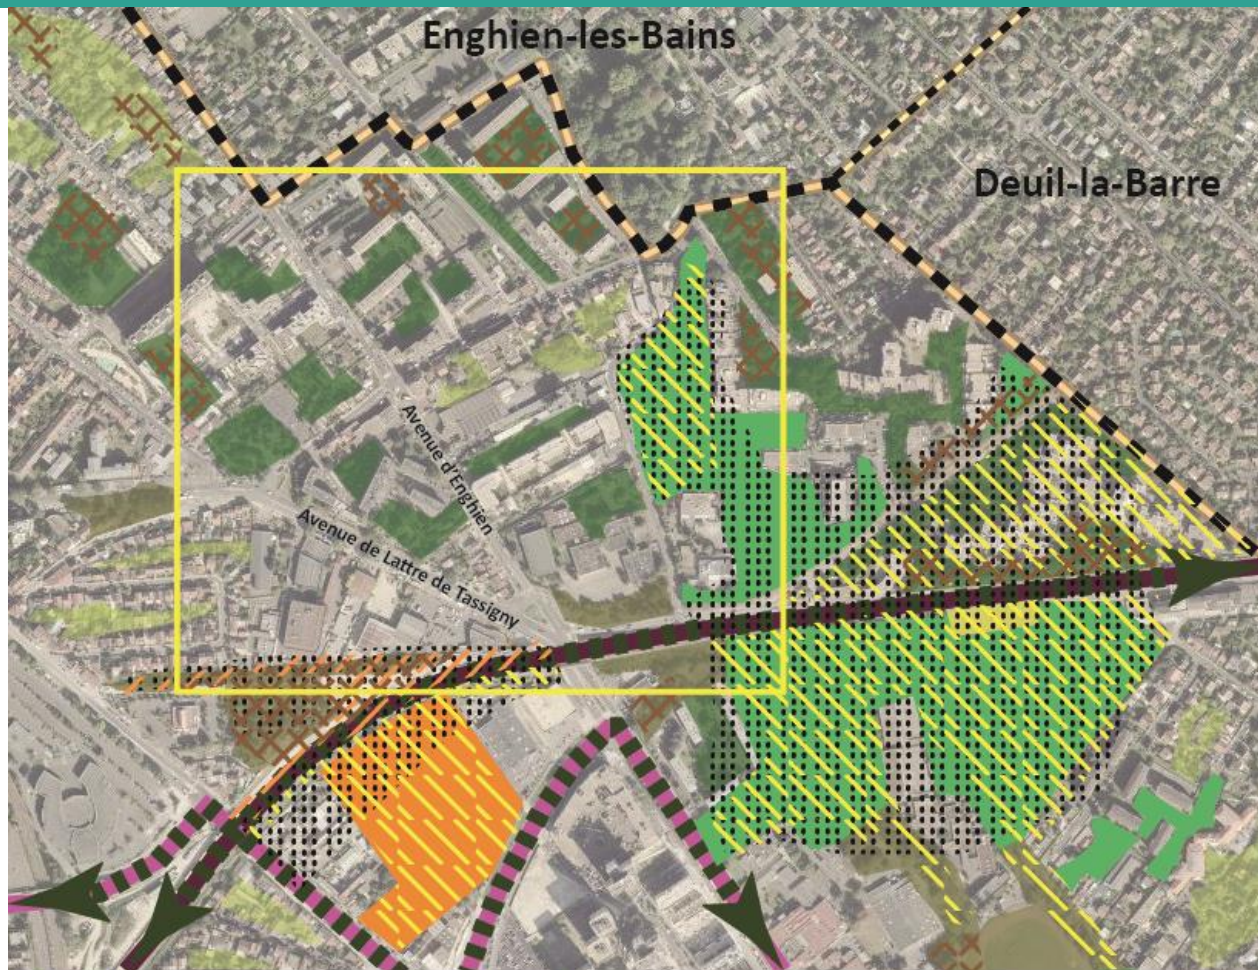 Enghien-les-Bains
Deuil-la-Barre
Avenue d'Enghien
Avenue de Lattre de Tassigny